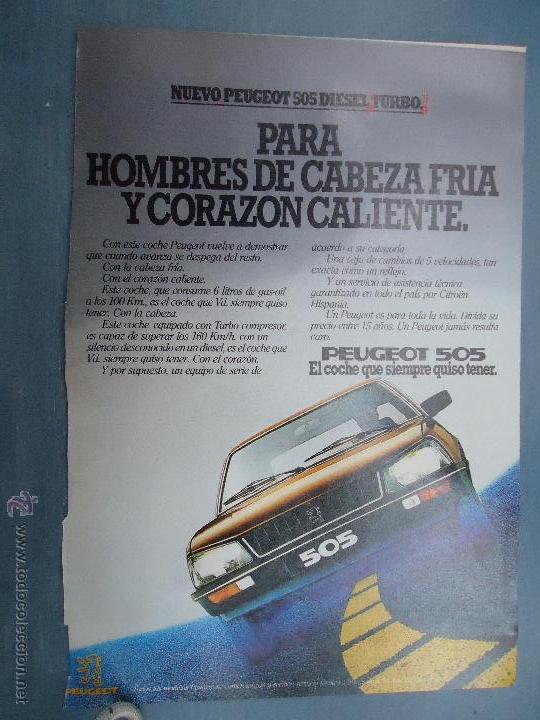 NUEVO PEUGEOT 505 DIESEL TURBO.
PARA
HOMBRES DE CABEZA FRIA
Y CORAZON CALIENTE.
Con este coche Peugeot vuelve a demostrar
que cuando avanza se despega del resto.
Con la cabeza fría.
Con el corazón caliente.
Este coche, que consume 6 litros de gas-oil
a los 100 Km., es el coche que Vd. siempre quiso
tener. Con la cabeza.
Este coche equipado con Turbo compresor,
es capaz de superar los 160 Km/h. con un
silencio desconocido en un diesel, es el coche que
Vd. siempre quiso tener. Con el corazón.
Y por supuesto, un equipo de serie de
acuerdo a su categoría.
Una caja de cambios de 5 velocidades, tan
exacta como un reflejo.
Y un servicio de asistencia técnica
garantizado en todo el país por Citroën
Hispania.
Un Peugeot es para toda la vida. Divida su
precio entre 15 años. Un Peugeot jamás resulta
caro.
PEUGEOT 505
El coche que siempre quiso tener.
505
PEUGEOT
www.todocoleccion.net